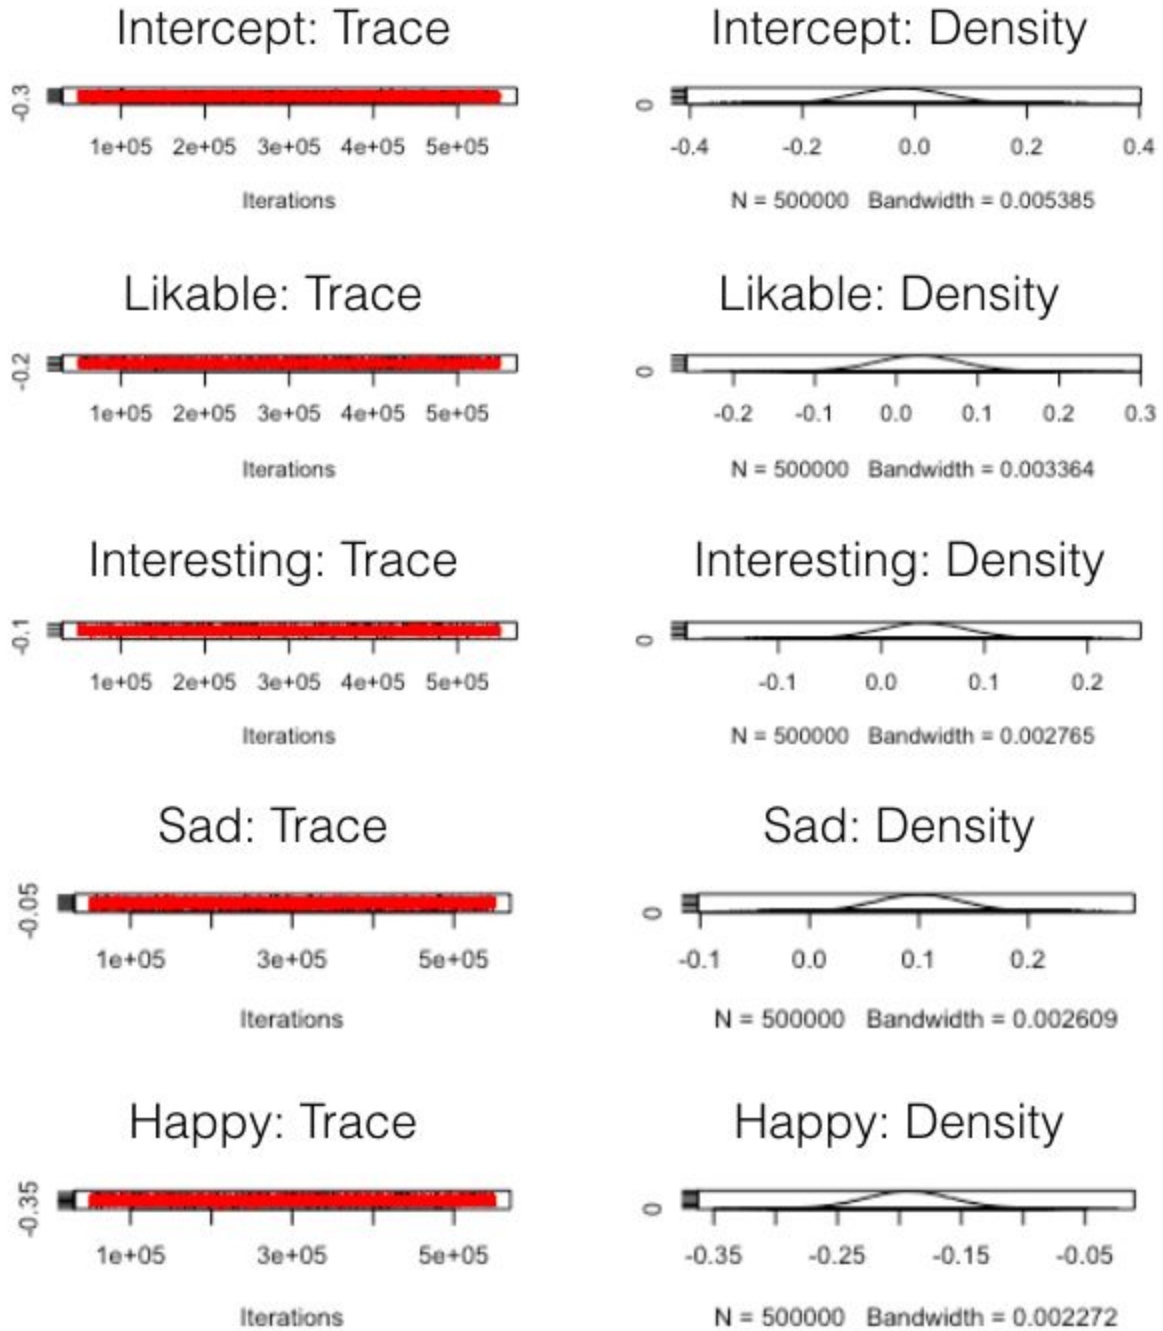 Intercept: Trace
Intercept: Density
-0.3
0
1e+05 2e+05 3e+05 4e+05 5e+05
-0.4 -0.2 0.0 0.2 0.4
Iterations
N = 500000 Bandwidth = 0.005385
Likable: Trace
Likable: Density
-0.2
0
1e+05 2e+05 3e+05 4e+05 5e+05
-0.2 -0.1 0.0 0.1 0.2 0.3
Iterations
N = 500000 Bandwidth = 0.003364
Interesting: Trace
Interesting: Density
-0.1
0
1e+05 2e+05 3e+05 4e+05 5e+05
-0.1 0.0 0.1 0.2
Iterations
N = 500000 Bandwidth = 0.002765
Sad: Trace
Sad: Density
-0.05
0
1e+05 3e+05 5e+05
-0.1 0.0 0.1 0.2
Iterations
N = 500000 Bandwidth = 0.002609
Happy: Trace
Happy: Density
-0.35
0
1e+05 3e+05 5e+05
-0.35 -0.25 -0.15 -0.05
Iterations
N = 500000 Bandwidth = 0.002272